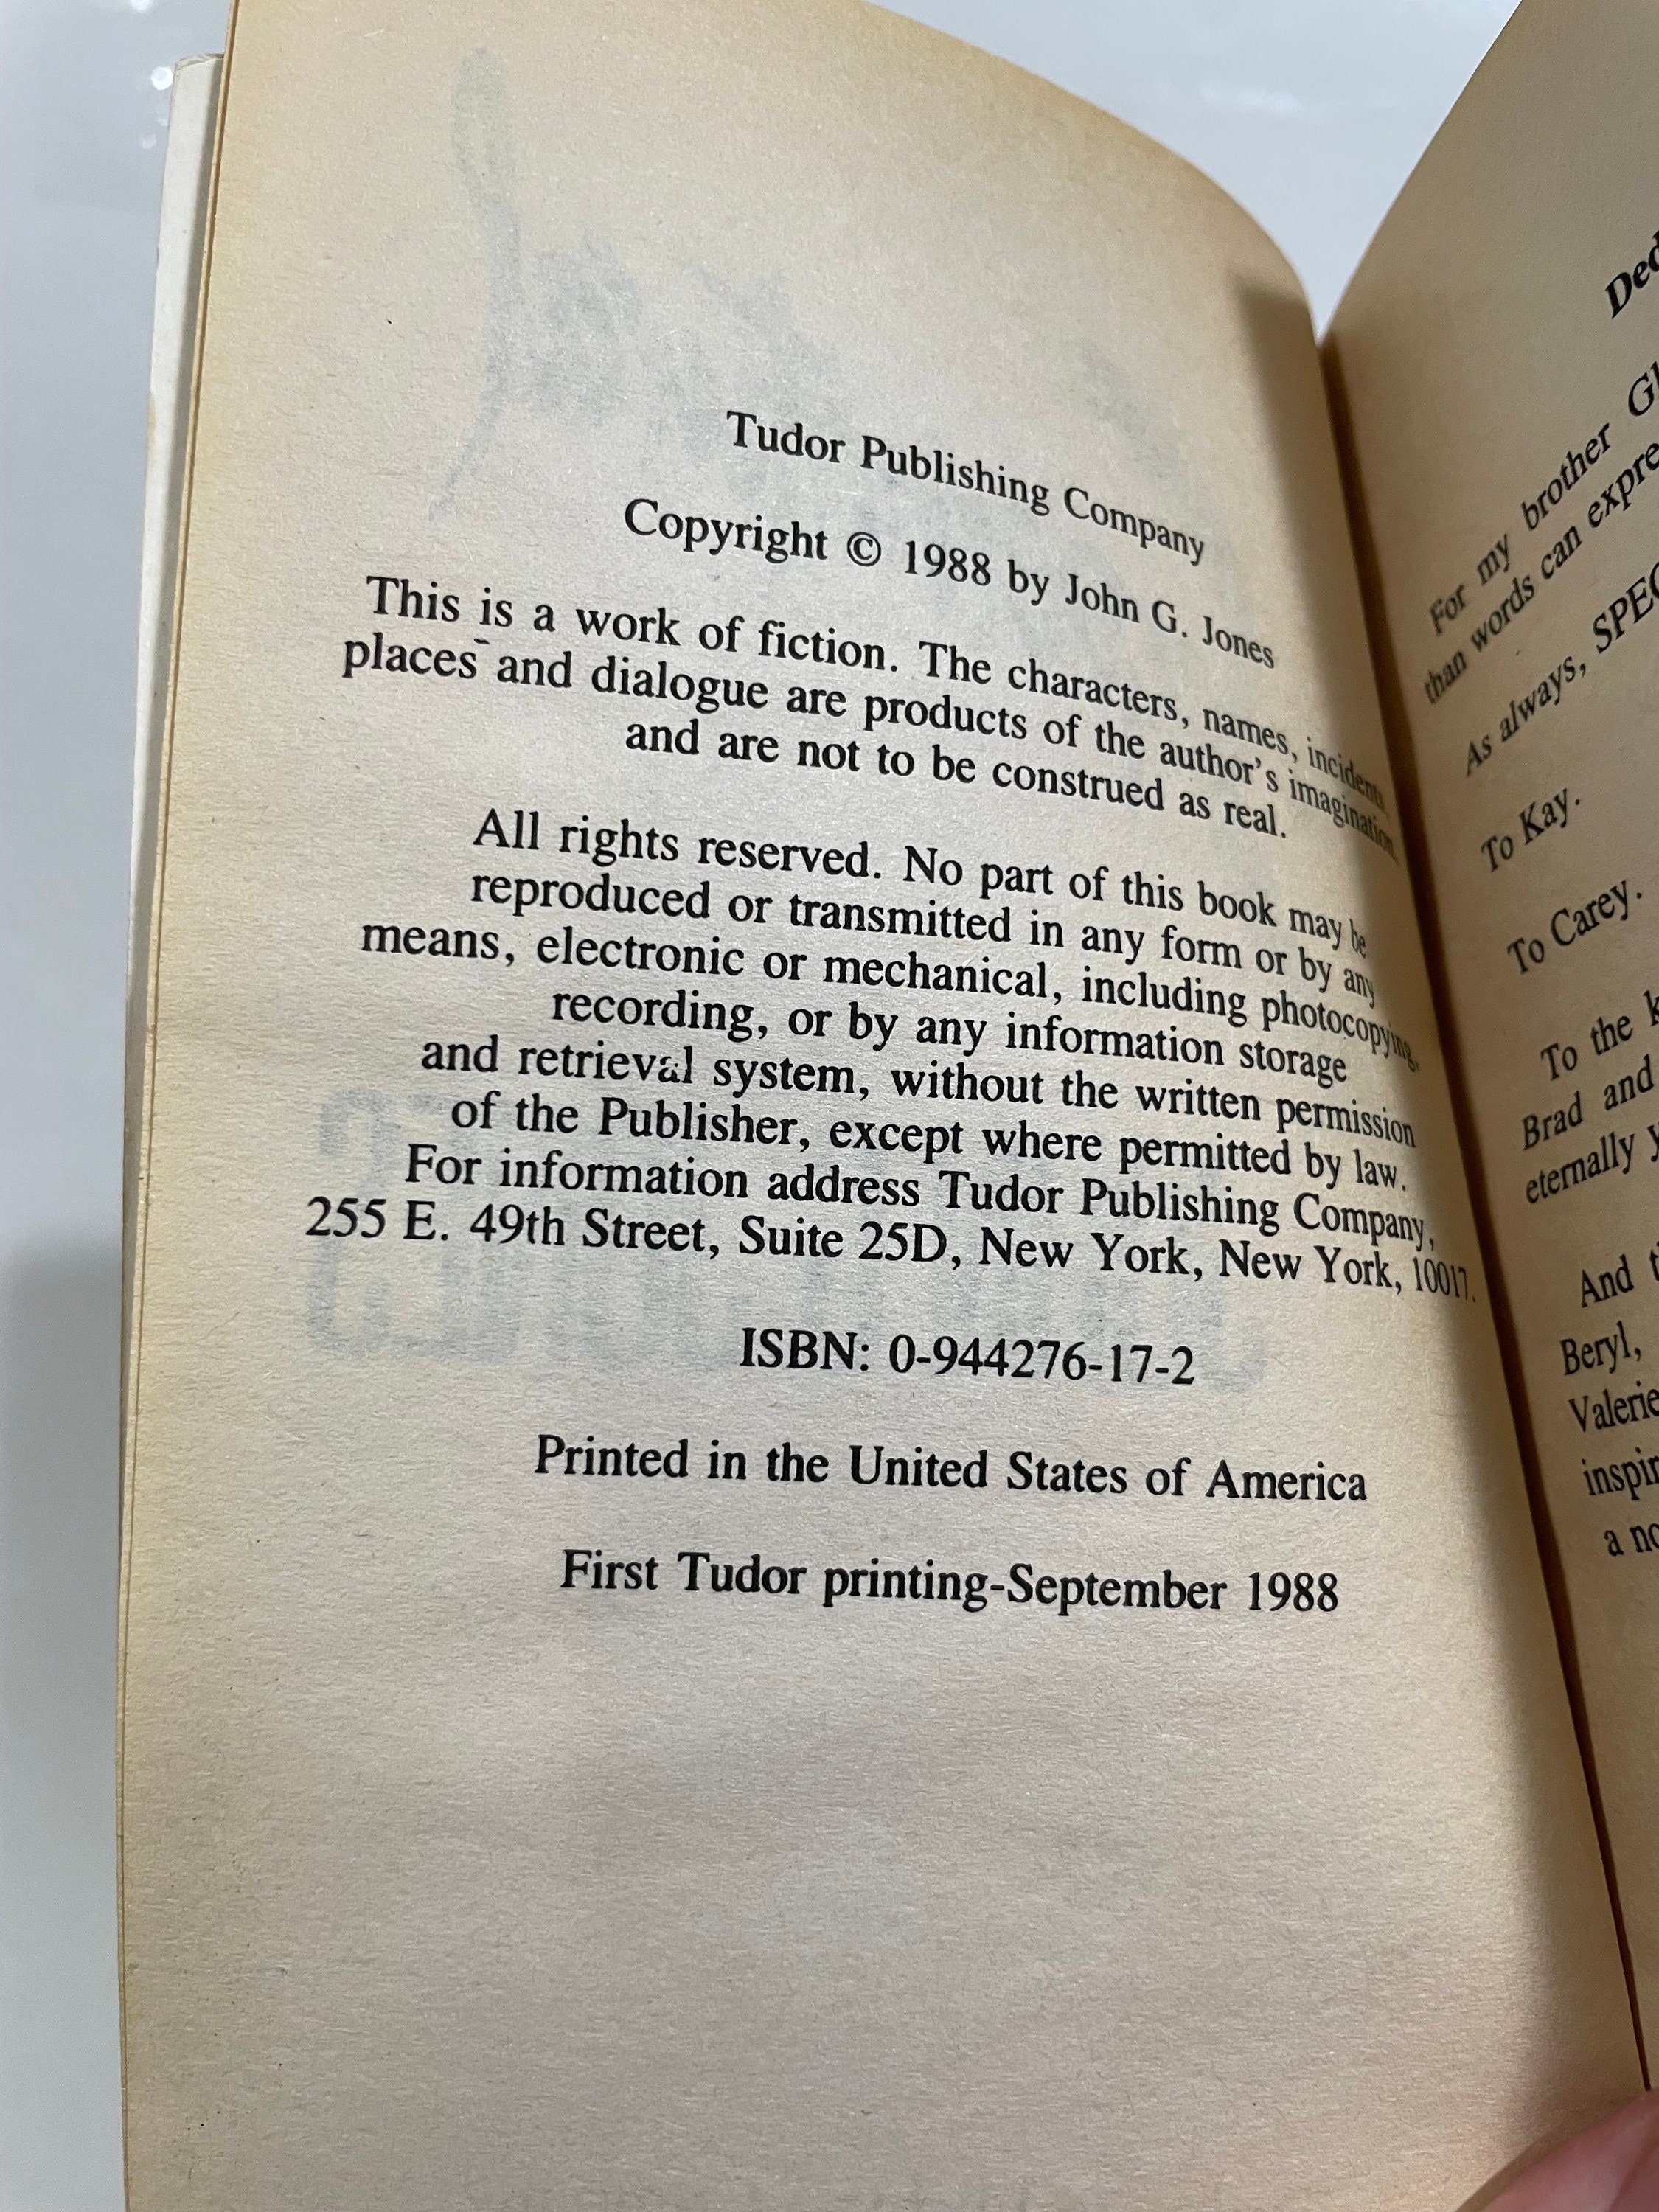 Tudor Publishing Company
Copyright © 1988 by John G. Jones
This is a work of fiction. The characters, names, incidents,
places and dialogue are products of the author's imagination,
and are not to be construed as real.
All rights reserved. No part of this book may be
reproduced or transmitted in any form or by any
means, electronic or mechanical, including photocopying,
recording, or by any information storage
and retrieval system, without the written permission
of the Publisher, except where permitted by law.
For information address Tudor Publishing Company,
255 E. 49th Street, Suite 25D, New York, New York, 10017.
ISBN: 0-944276-17-2
Printed in the United States of America
First Tudor printing-September 1988
For my brother
than words can
As always,
To Kay.
To Carey.
To the
Brad and
eternally
And
Beryl,
a